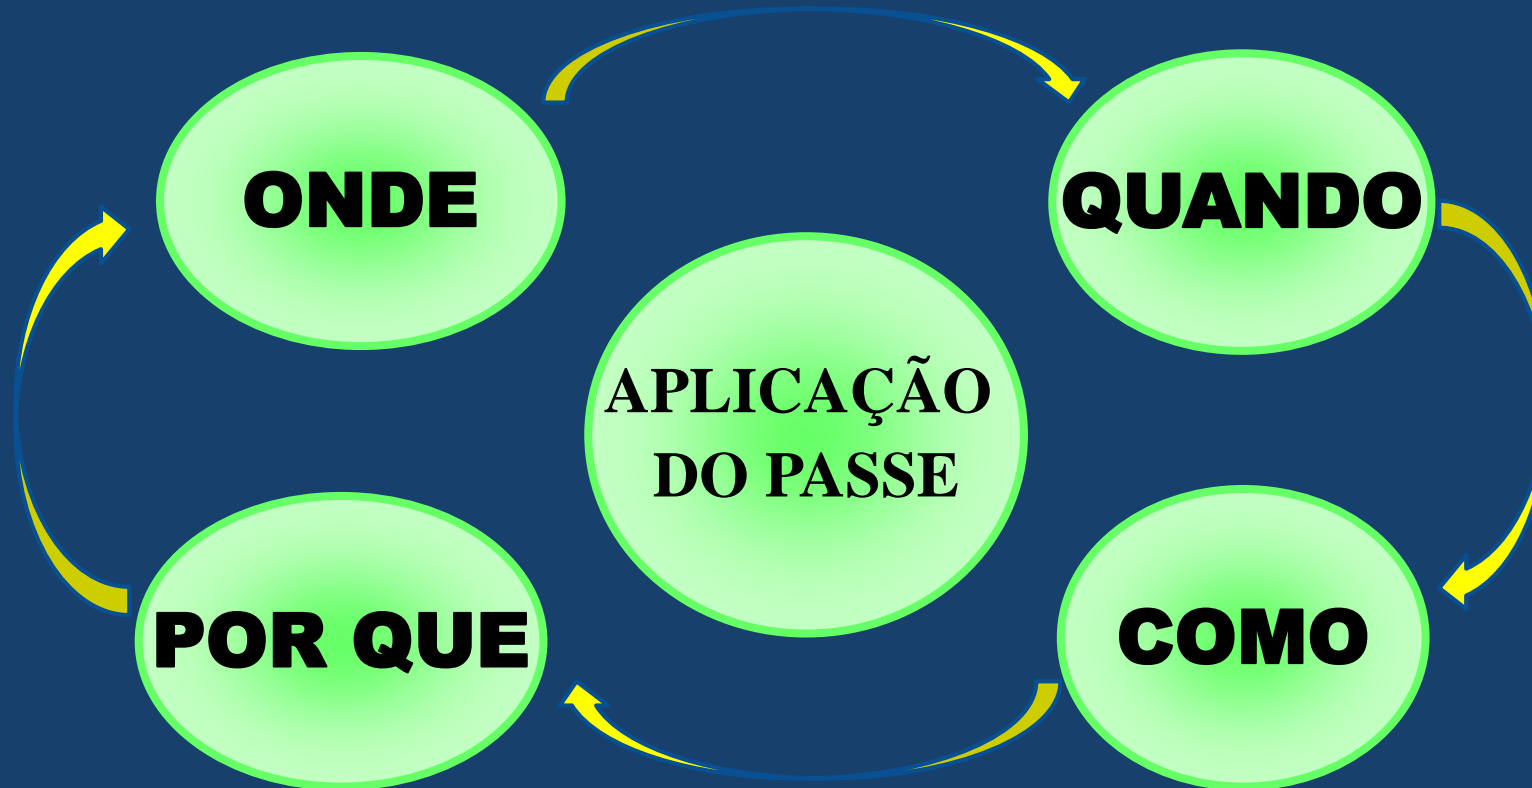 ONDE
QUANDO
APLICAÇÃO
DO PASSE
POR QUE
COMO